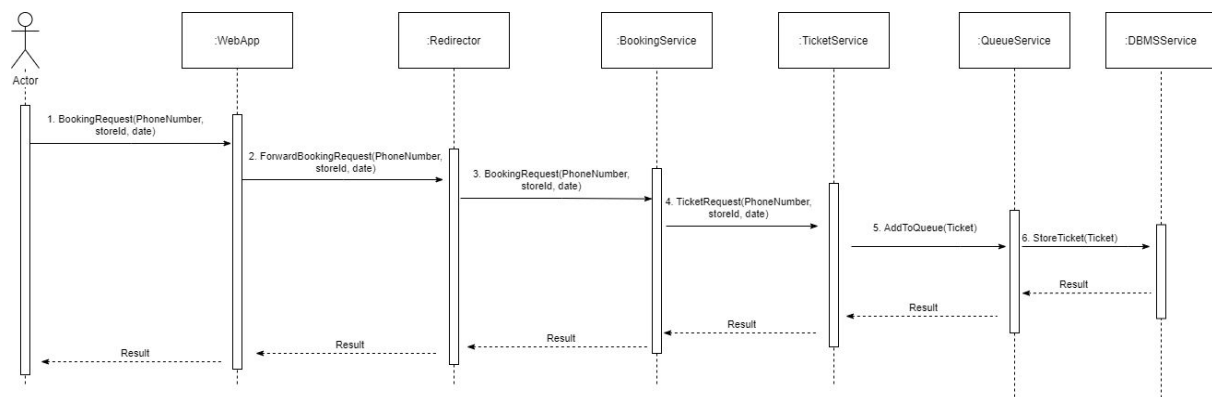 :WebApp
:Redirector
:BookingService
:TicketService
:QueueService
:DBMSService
Actor
1. BookingRequest(PhoneNumber,
storeId, date)
2. ForwardBookingRequest(PhoneNumber,
storeId, date)
3. BookingRequest(PhoneNumber,
storeId, date)
4. TicketRequest(PhoneNumber,
storeId, date)
5. AddToQueue(Ticket)
6. StoreTicket(Ticket)
Result
Result
Result
Result
Result
Result